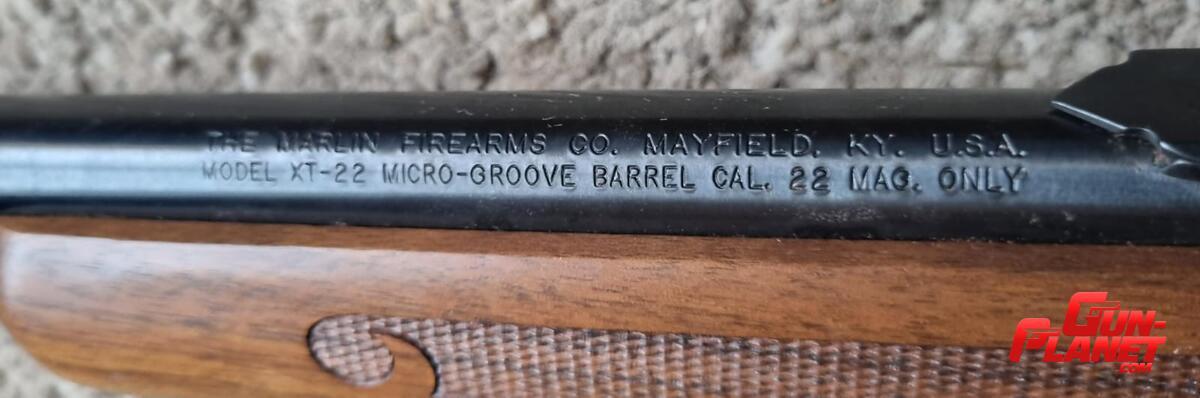 THE MARLIN FIREARMS CO. MAYFIELD. KY. U.S.A.
MODEL XT-22 MICRO-GROOVE BARREL CAL. 22 MAG. ONLY
GUN-
PLANET
.COM